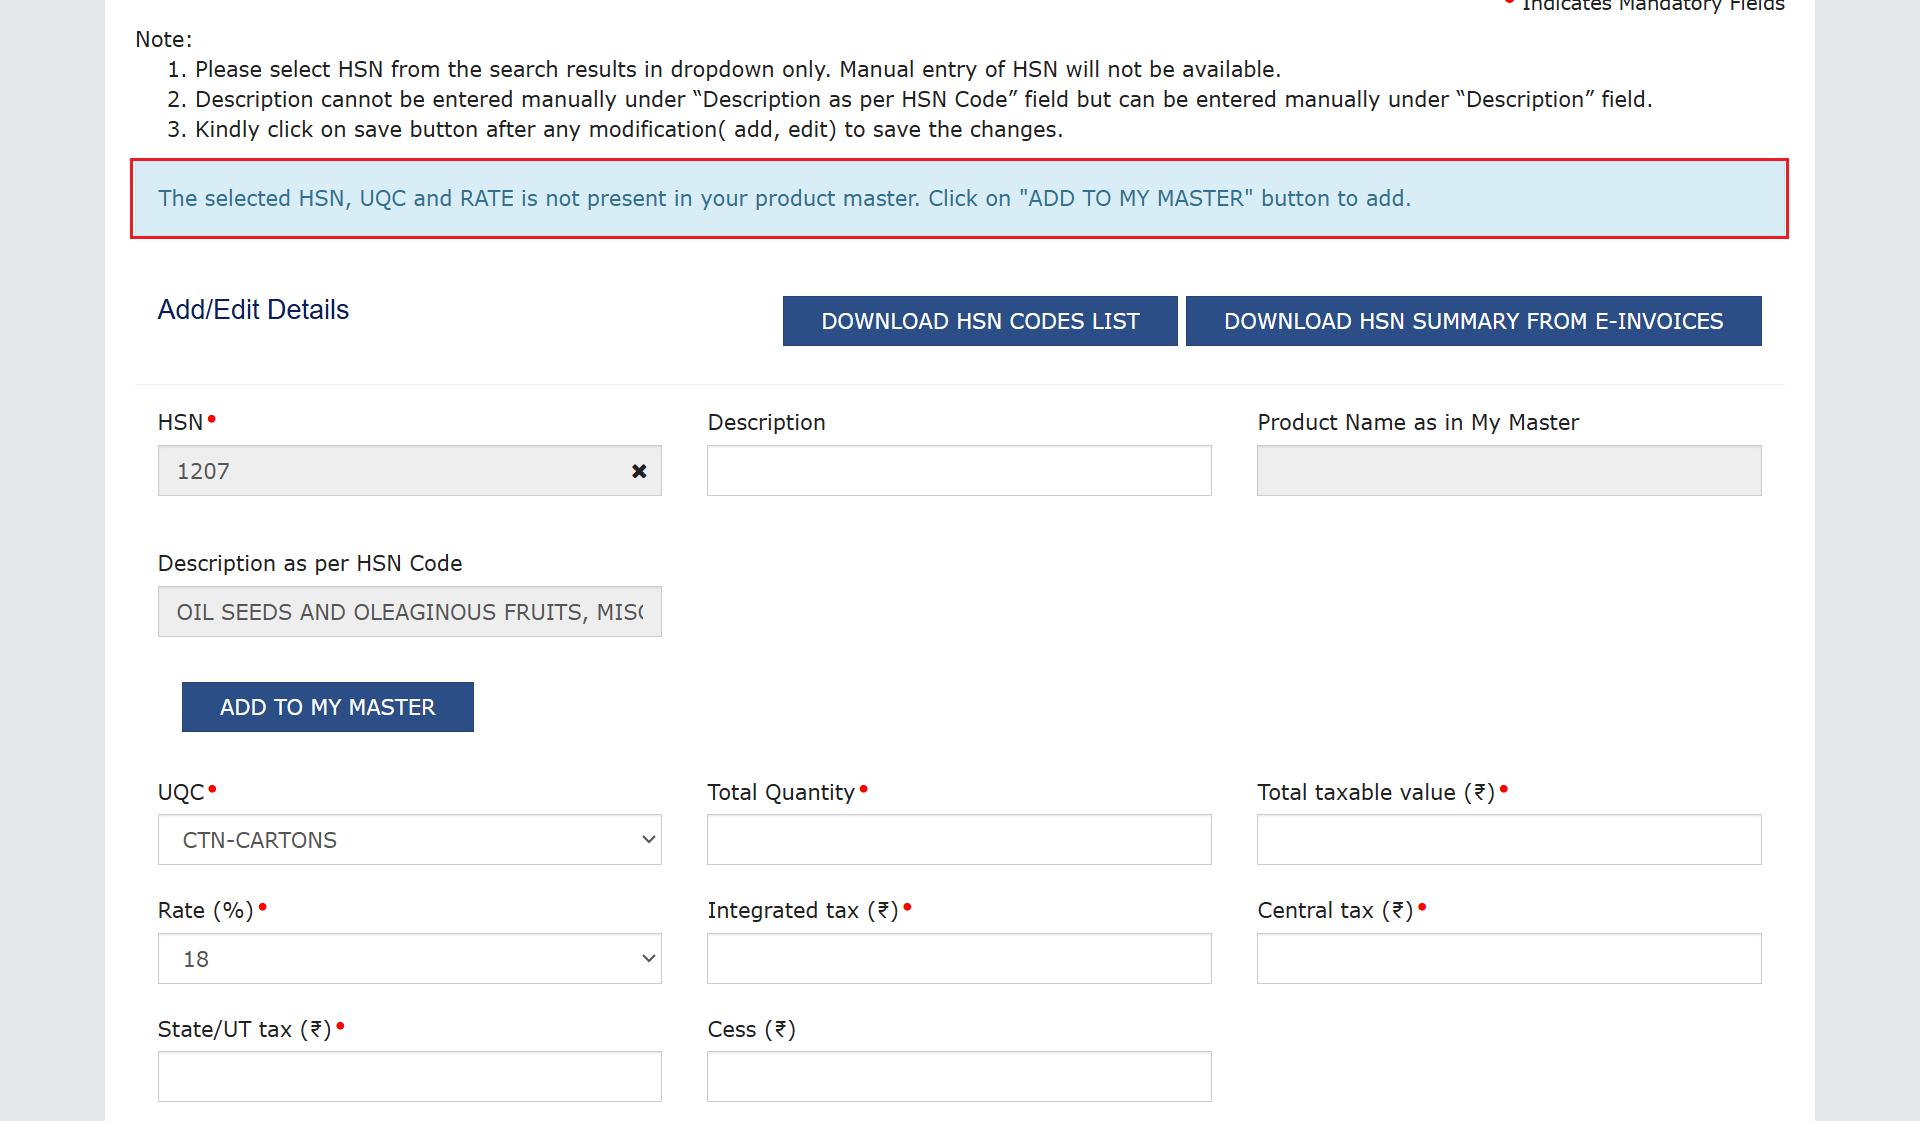 • Indicates Mandatory Fields
Note:
1. Please select HSN from the search results in dropdown only. Manual entry of HSN will not be available.
2. Description cannot be entered manually under “Description as per HSN Code” field but can be entered manually under “Description” field.
3. Kindly click on save button after any modification( add, edit) to save the changes.
The selected HSN, UQC and RATE is not present in your product master. Click on "ADD TO MY MASTER" button to add.
Add/Edit Details
DOWNLOAD HSN CODES LIST
DOWNLOAD HSN SUMMARY FROM E-INVOICES
HSN•
Description
Product Name as in My Master
1207
Description as per HSN Code
OIL SEEDS AND OLEAGINOUS FRUITS, MISC
ADD TO MY MASTER
UQC•
Total Quantity•
Total taxable value (₹)•
CTN-CARTONS
Rate (%)•
Integrated tax (₹)•
Central tax (₹)•
18
State/UT tax (₹)•
Cess (₹)